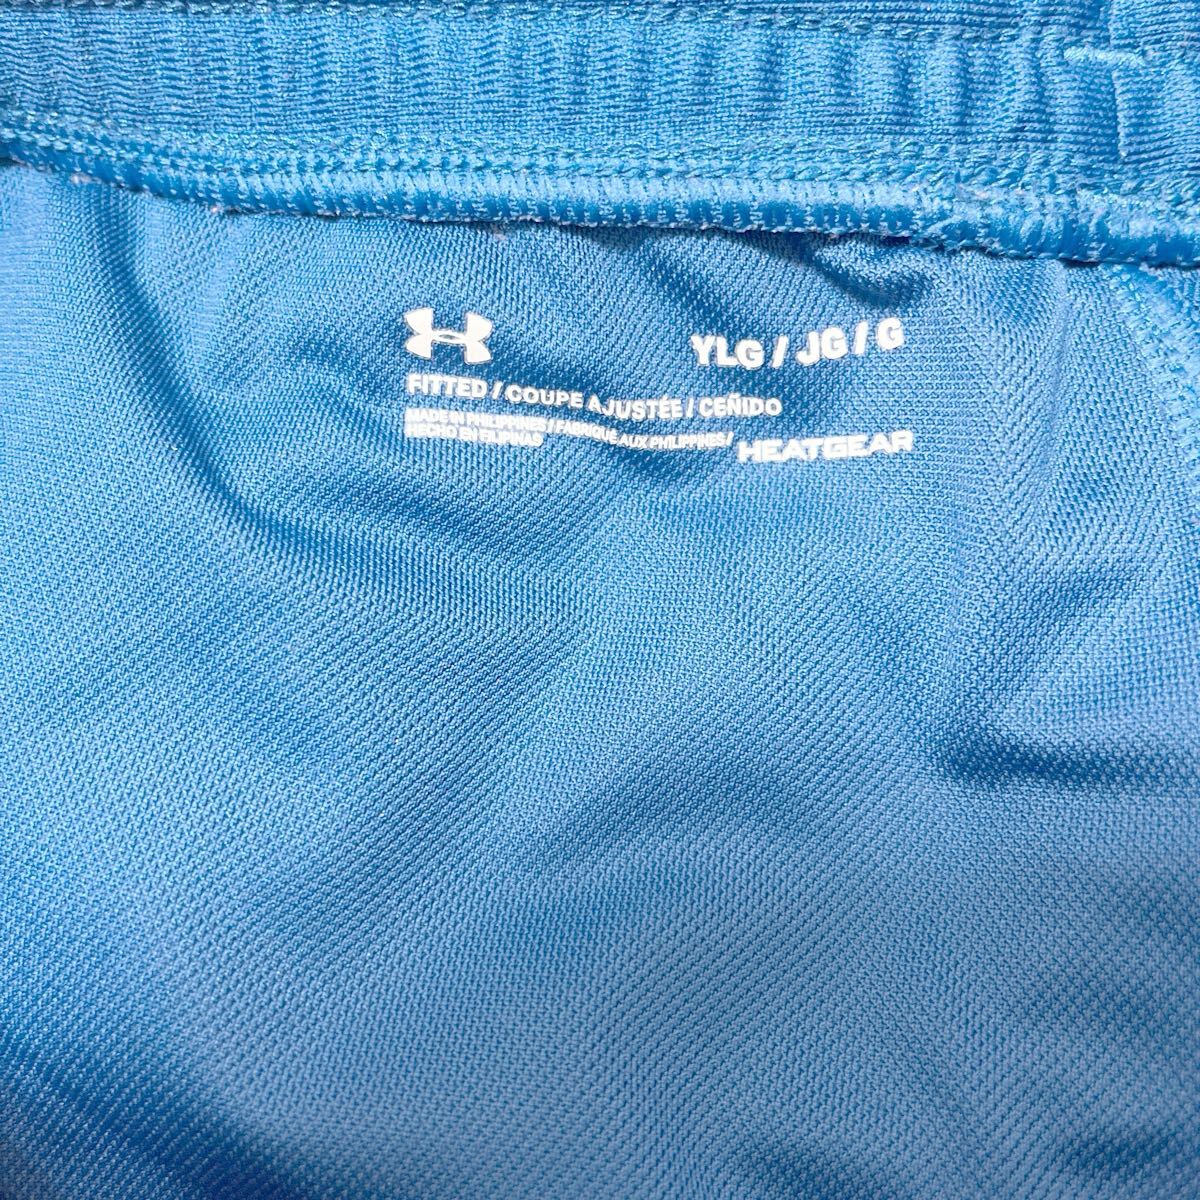 YLG / JG / G
FITTED / COUPE AJUSTÉE / CEÑIDO
MADE IN PHILIPPINES / FABRIQUÉ AUX PHILIPPINES /
HECHO EN FILIPINAS
HEATGEAR